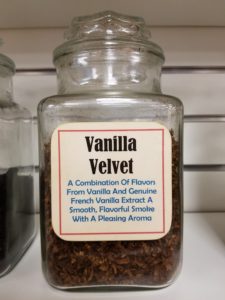 Vanilla
Velvet
A Combination Of Flavors
From Vanilla And Genuine
French Vanilla Extract A
Smooth, Flavorful Smoke
With A Pleasing Aroma